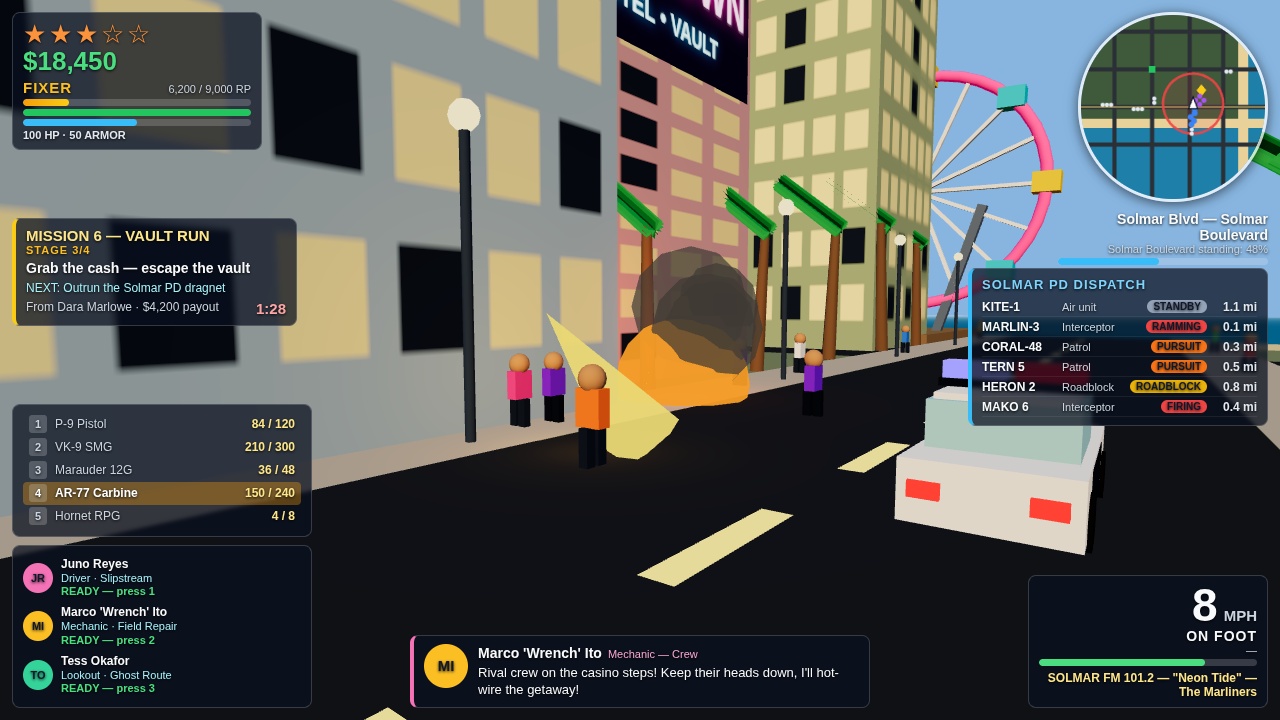 ★★★☆☆☆
$18,450
FIXER 6,200 / 9,000 RP
100 HP · 50 ARMOR
MISSION 6 — VAULT RUN
STAGE 3/4
Grab the cash — escape the vault
NEXT: Outrun the Solmar PD dragnet
From Dara Marlowe · $4,200 payout 1:28
1 P-9 Pistol 84 / 120
2 VK-9 SMG 210 / 300
3 Marauder 12G 36 / 48
4 AR-77 Carbine 150 / 240
5 Hornet RPG 4 / 8
JR Juno Reyes
Driver · Slipstream
READY — press 1
MI Marco 'Wrench' Ito
Mechanic · Field Repair
READY — press 2
TO Tess Okafor
Lookout · Ghost Route
READY — press 3
WN
TEL • VAULT
MI Marco 'Wrench' Ito Mechanic — Crew
Rival crew on the casino steps! Keep their heads down, I'll hot-
wire the getaway!
Solmar Blvd — Solmar
Boulevard
Solmar Boulevard standing: 48%
SOLMAR PD DISPATCH
KITE-1 Air unit STANDBY 1.1 mi
MARLIN-3 Interceptor RAMMING 0.1 mi
CORAL-48 Patrol PURSUIT 0.3 mi
TERN 5 Patrol PURSUIT 0.5 mi
HERON 2 Roadblock ROADBLOCK 0.8 mi
MAKO 6 Interceptor FIRING 0.4 mi
8 MPH
ON FOOT
—
SOLMAR FM 101.2 — "Neon Tide" —
The Marliners